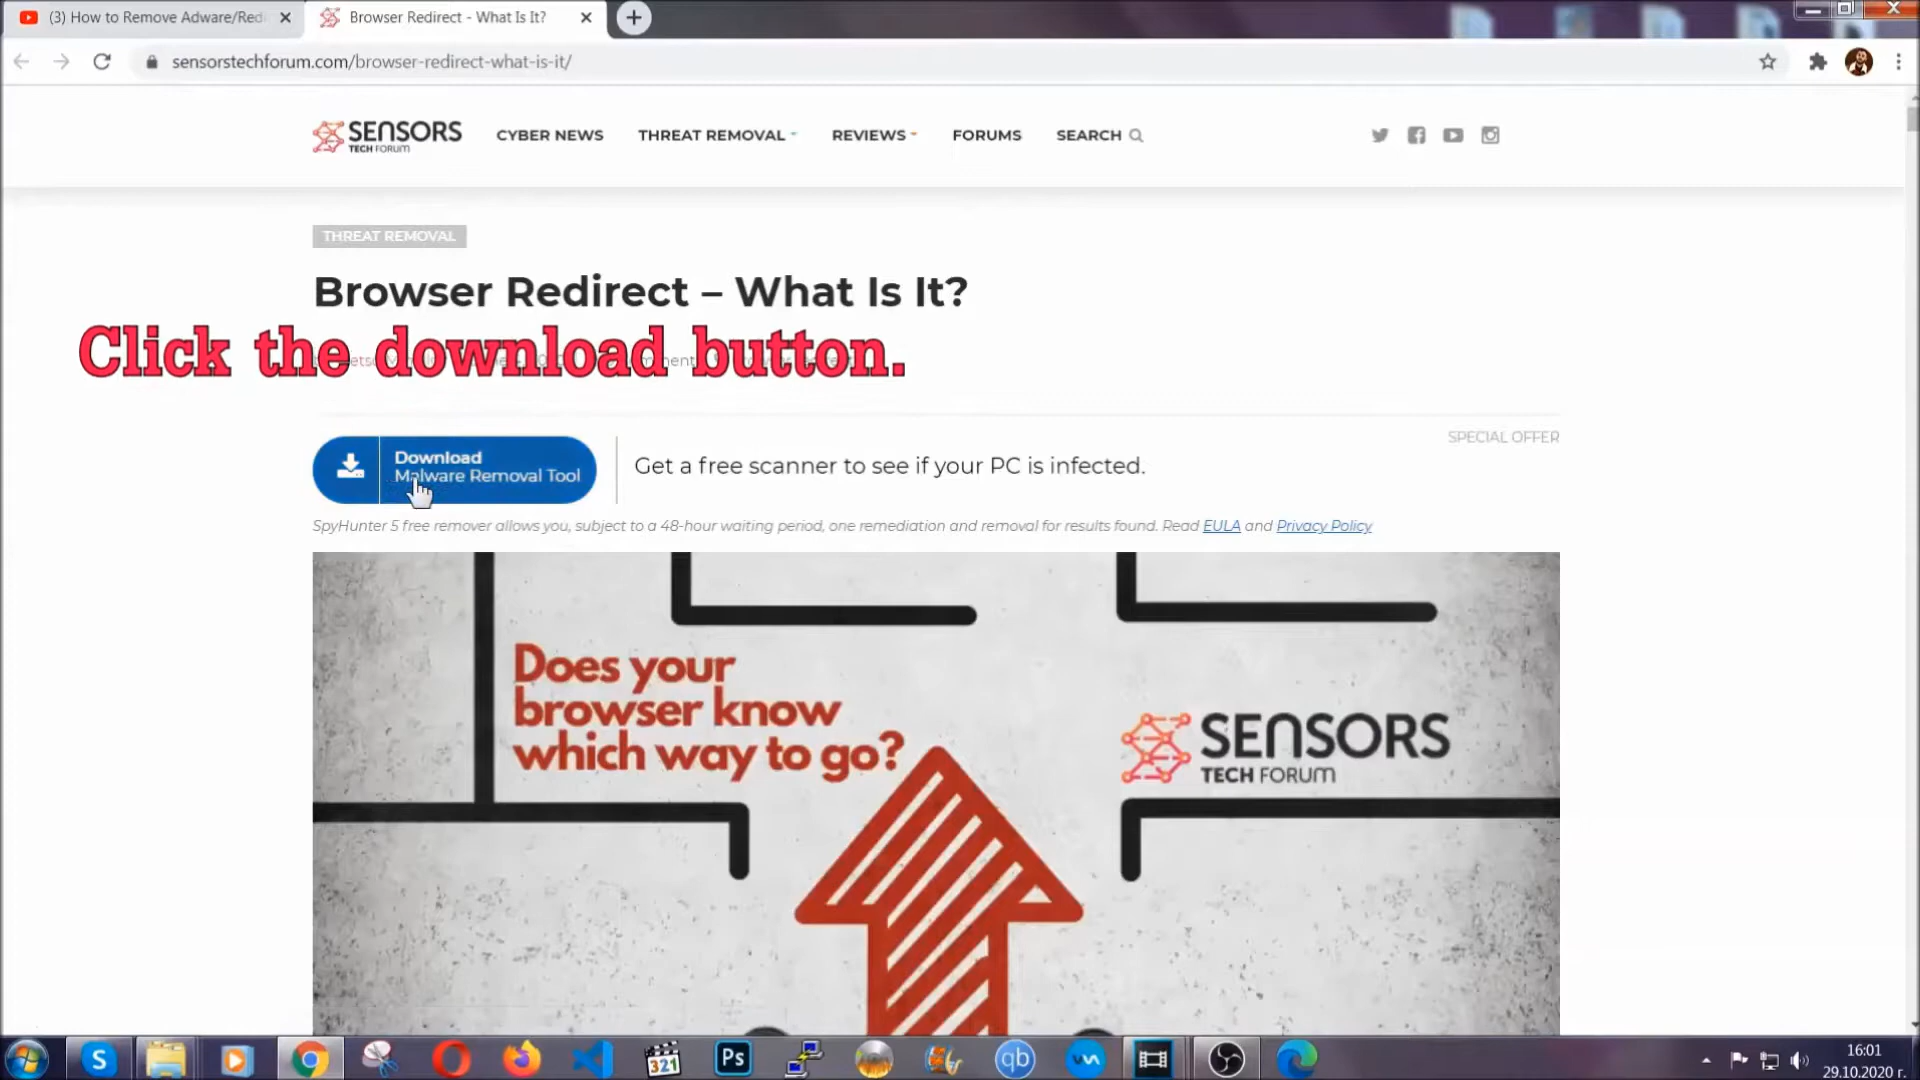 (3) How to Remove Adware/Redi
Browser Redirect - What Is It?
sensorstechforum.com/browser-redirect-what-is-it/
SENSORS
TECH FORUM
CYBER NEWS
THREAT REMOVAL
REVIEWS
FORUMS
SEARCH
THREAT REMOVAL
Browser Redirect – What Is It?
Click the download button.
SPECIAL OFFER
Download
Malware Removal Tool
Get a free scanner to see if your PC is infected.
SpyHunter 5 free remover allows you, subject to a 48-hour waiting period, one remediation and removal for results found. Read EULA and Privacy Policy
Does your
browser know
which way to go?
SENSORS
TECH FORUM
321
Ps
qb
16:01
29.10.2020 г.